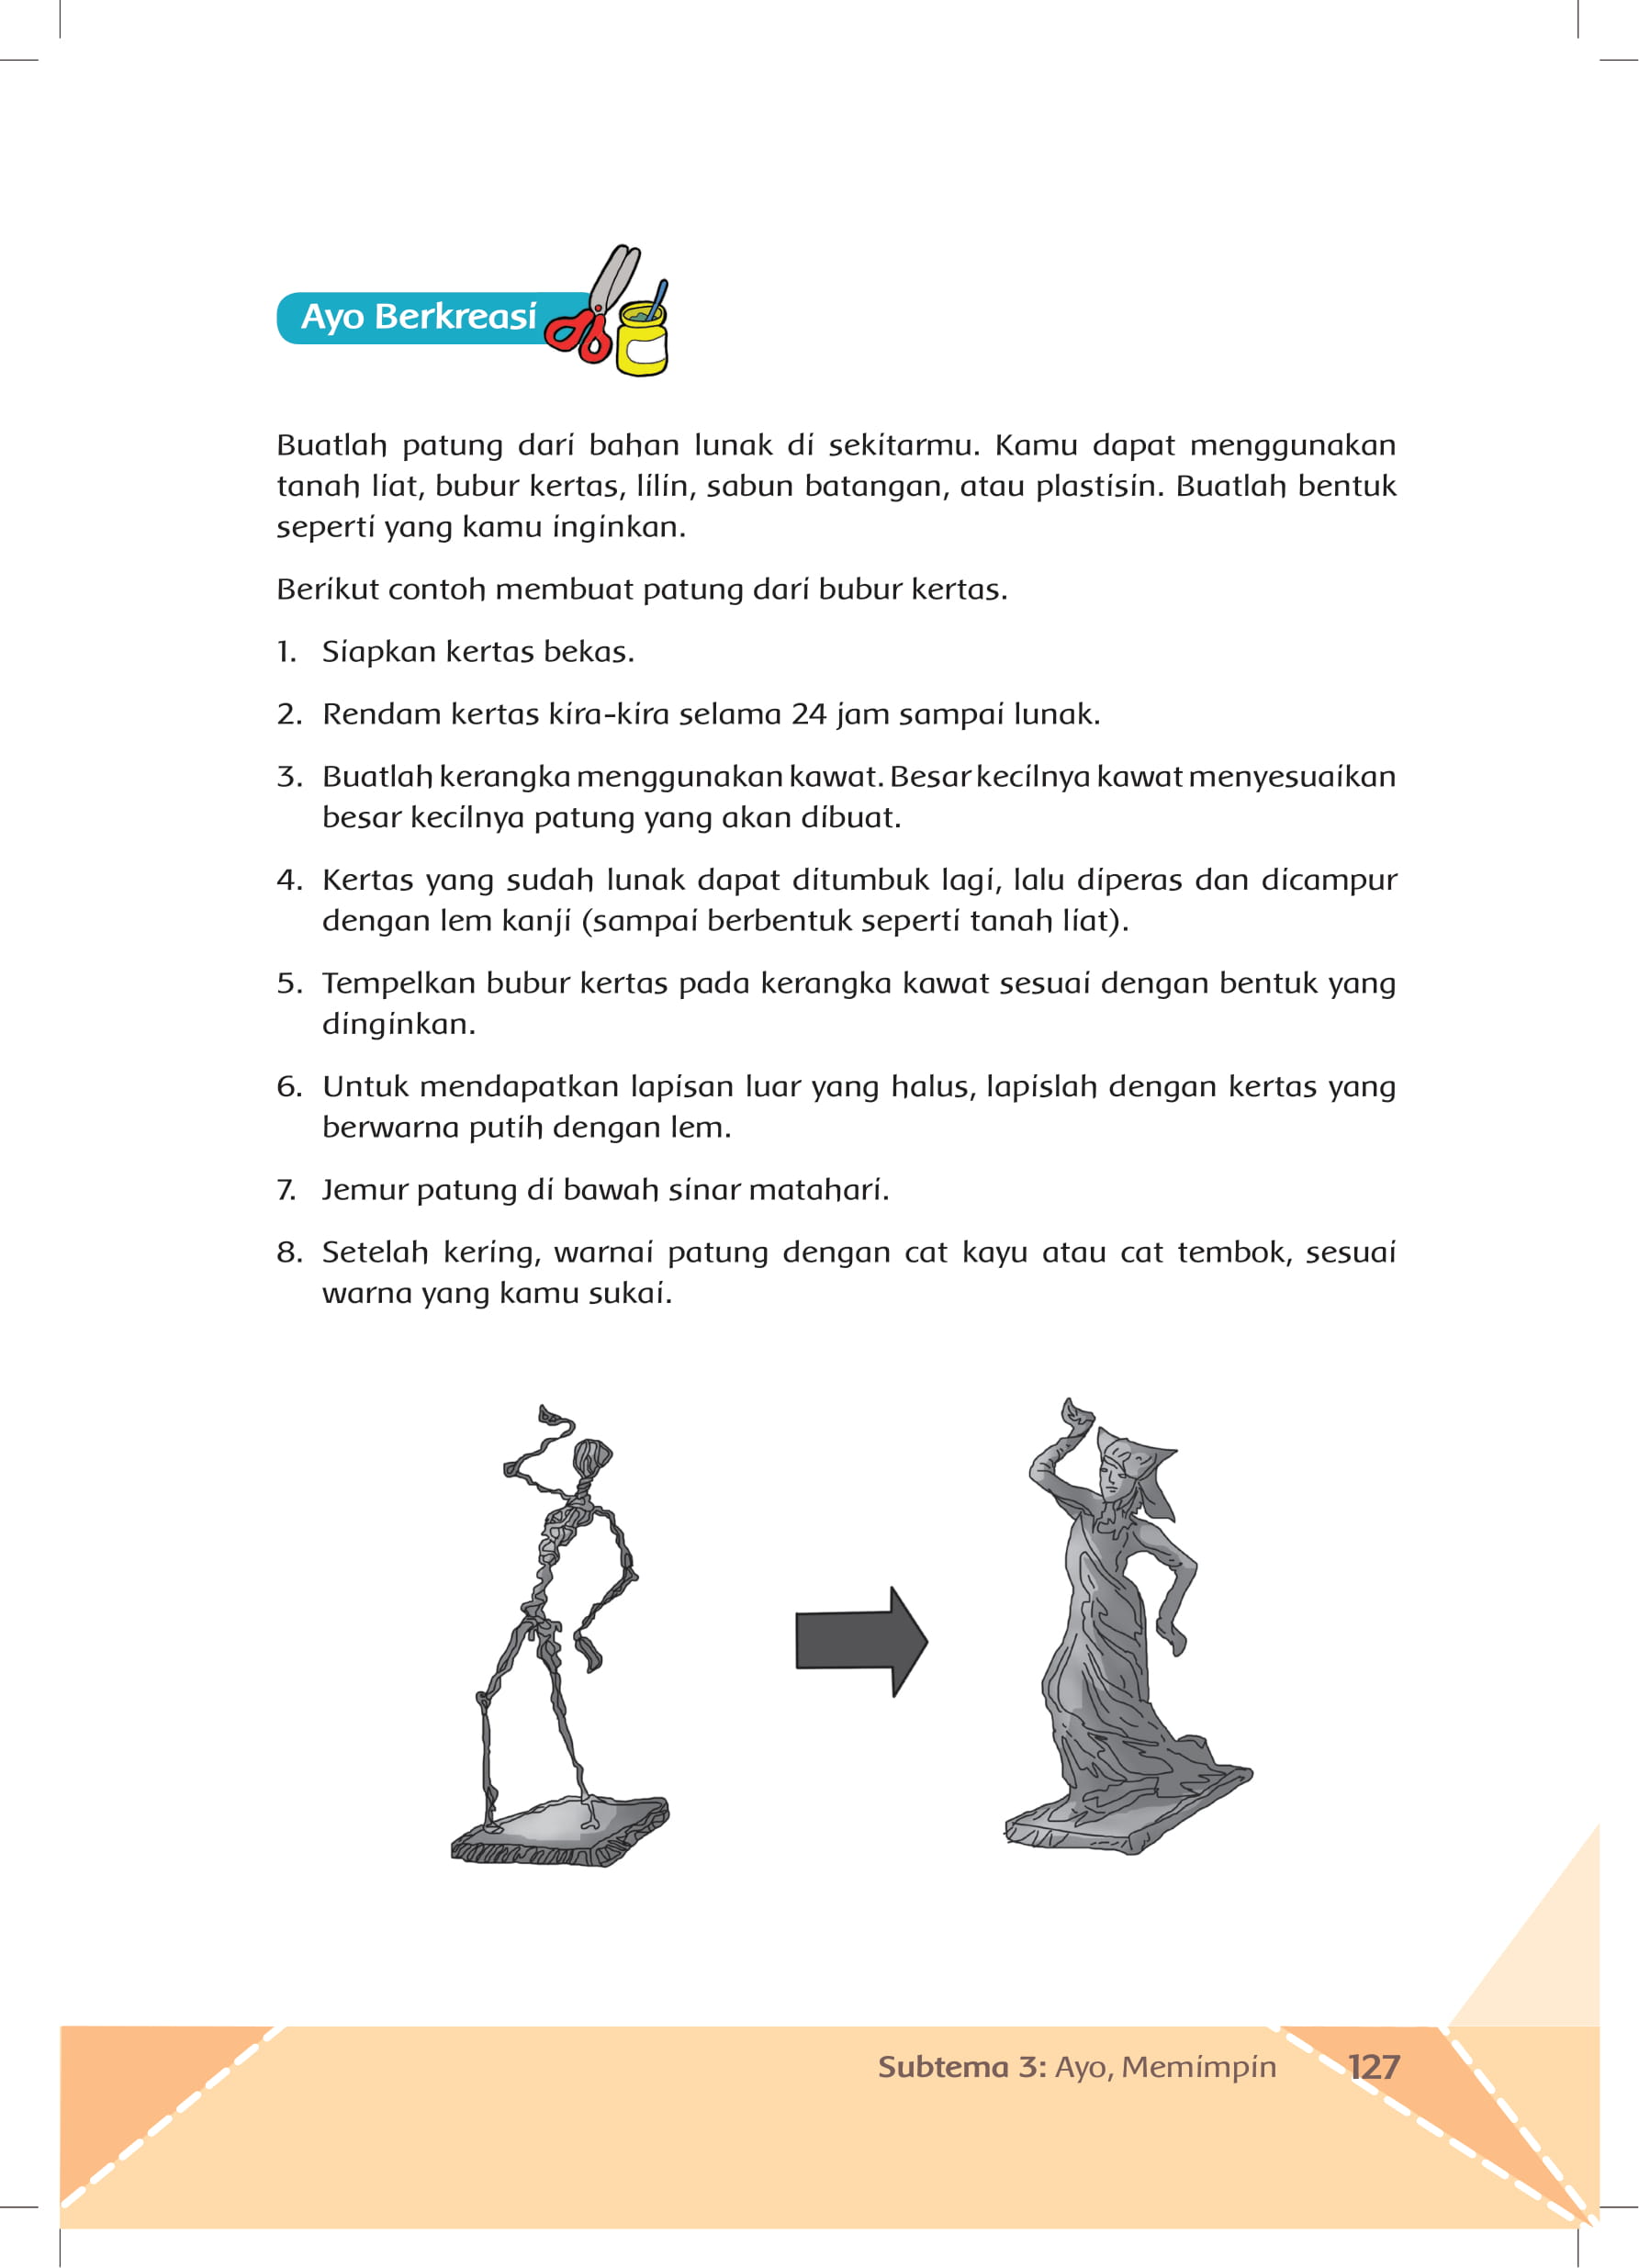 Ayo Berkreasi
Buatlah patung dari bahan lunak di sekitarmu. Kamu dapat menggunakan
tanah liat, bubur kertas, lilin, sabun batangan, atau plastisin. Buatlah bentuk
seperti yang kamu inginkan.
Berikut contoh membuat patung dari bubur kertas.
1. Siapkan kertas bekas.
2. Rendam kertas kira-kira selama 24 jam sampai lunak.
3. Buatlah kerangka menggunakan kawat. Besar kecilnya kawat menyesuaikan
besar kecilnya patung yang akan dibuat.
4. Kertas yang sudah lunak dapat ditumbuk lagi, lalu diperas dan dicampur
dengan lem kanji (sampai berbentuk seperti tanah liat).
5. Tempelkan bubur kertas pada kerangka kawat sesuai dengan bentuk yang
dinginkan.
6. Untuk mendapatkan lapisan luar yang halus, lapislah dengan kertas yang
berwarna putih dengan lem.
7. Jemur patung di bawah sinar matahari.
8. Setelah kering, warnai patung dengan cat kayu atau cat tembok, sesuai
warna yang kamu sukai.
Subtema 3: Ayo, Memimpin 127